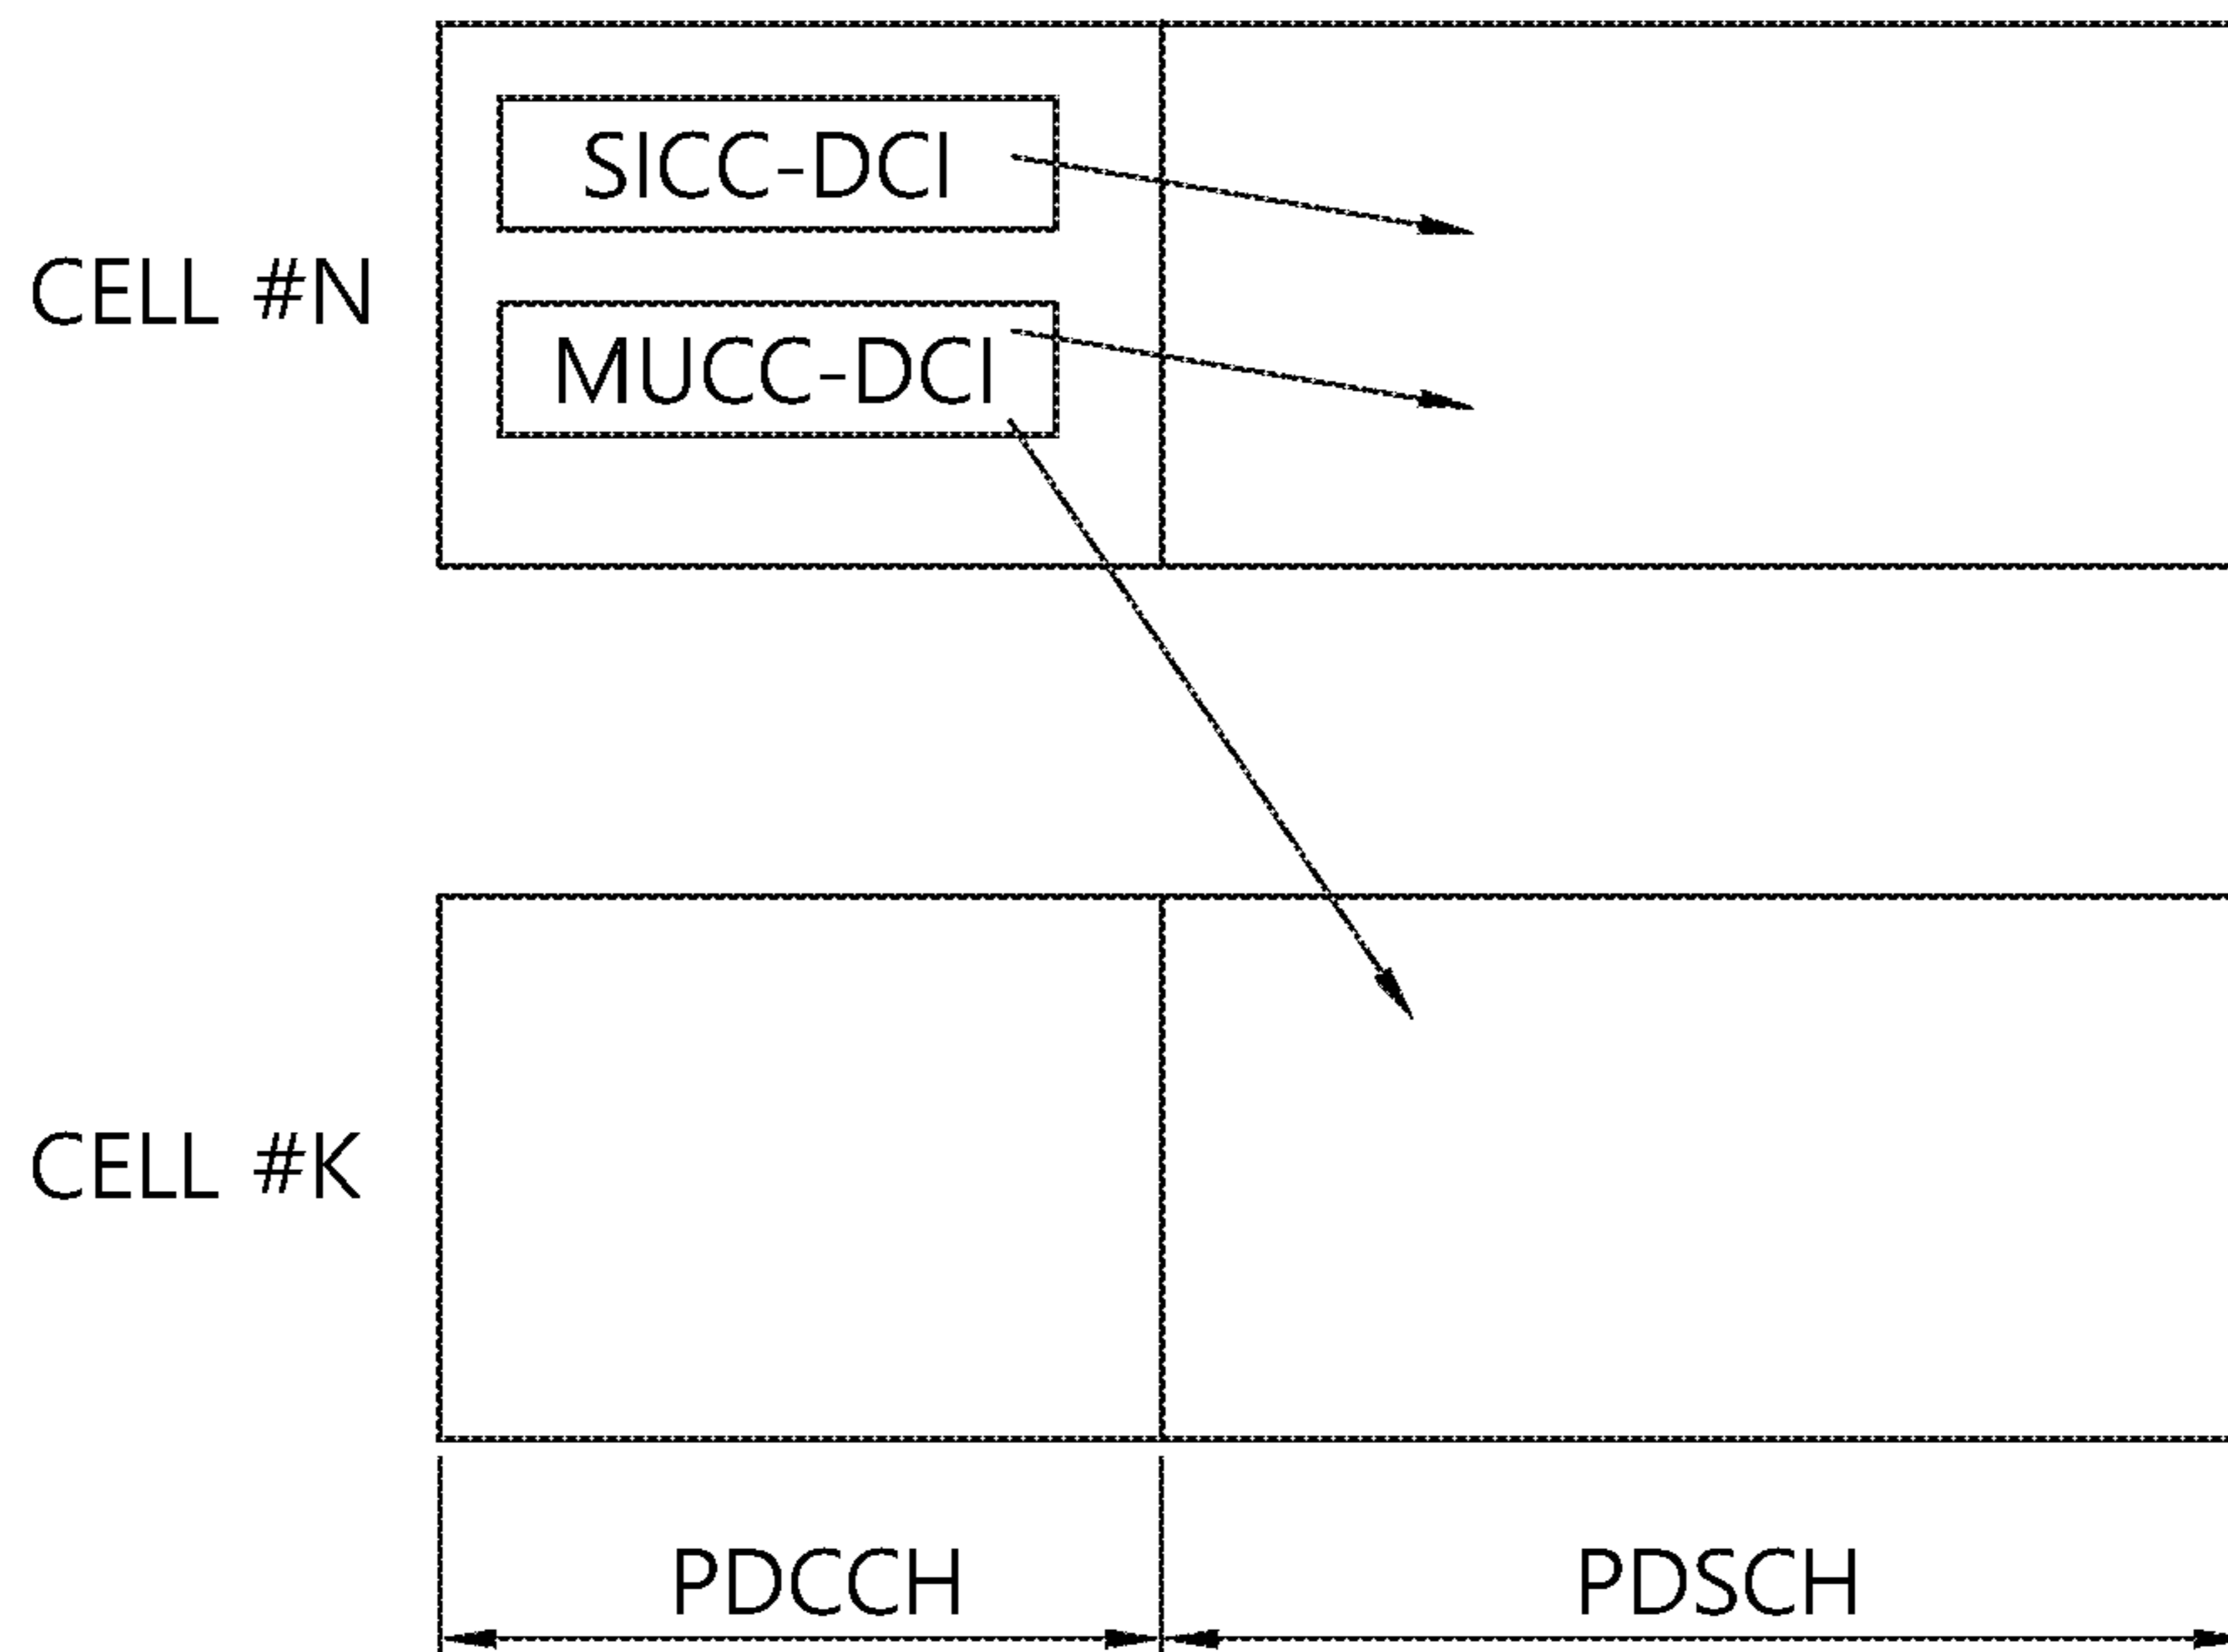 SICC-DCI
CELL #N
MUCC-DCI
CELL #K
PDCCH
PDSCH